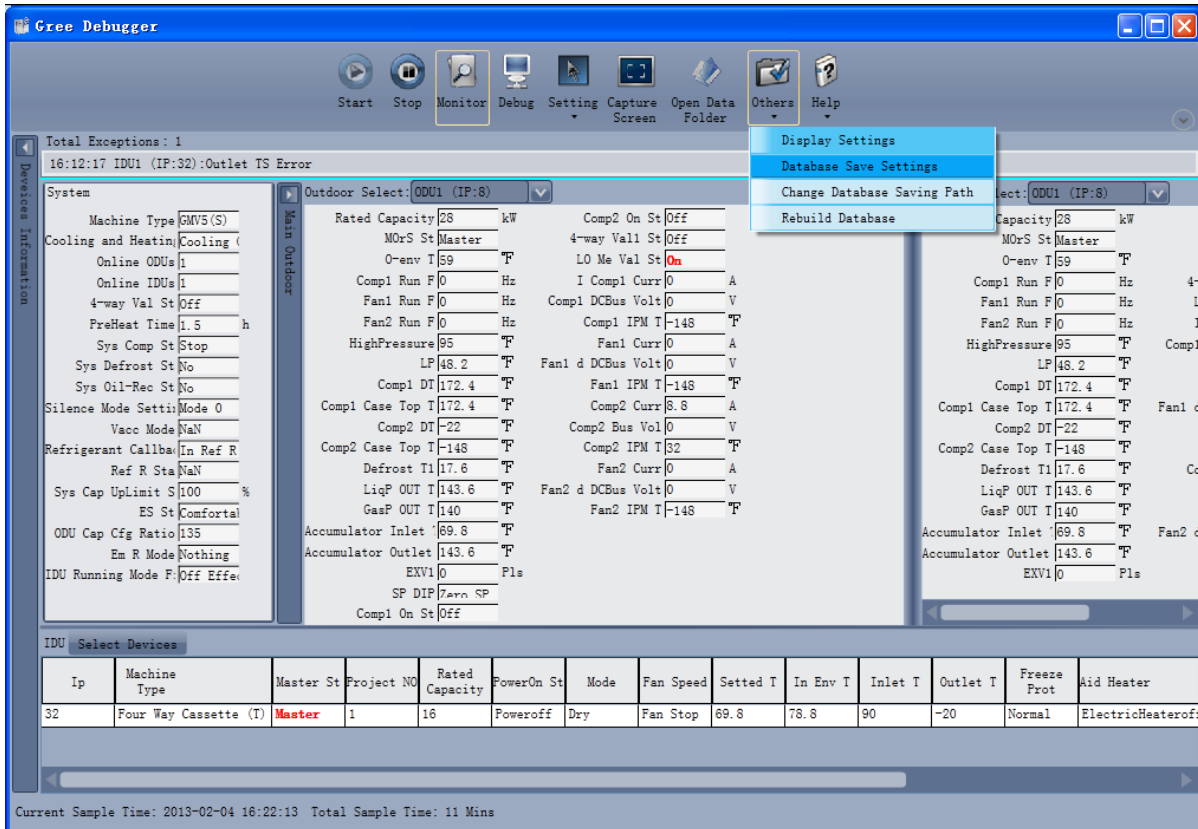 Gree Debugger
Start Stop Monitor Debug Setting Capture Screen Open Data Folder Others Help
Display Settings
Database Save Settings
Change Database Saving Path
Rebuild Database
Total Exceptions: 1
16:12:17 IDU1 (IP:32):Outlet TS Error
Deveices Information
System
Machine Type GMV5(S)
Cooling and Heatin Cooling (
Online ODUs 1
Online IDUs 1
4-way Val St Off
PreHeat Time 1.5 h
Sys Comp St Stop
Sys Defrost St No
Sys Oil-Rec St No
Silence Mode Setti Mode 0
Vacc Mode NaN
Refrigerant Callba In Ref R
Ref R Sta NaN
Sys Cap UpLimit S 100 %
ES St Comforta
ODU Cap Cfg Ratio 135
Em R Mode Nothing
IDU Running Mode F: Off Effe
Main Outdoor
Outdoor Select: ODU1 (IP:8)
Rated Capacity 28 kW
MOrS St Master
O-env T 59 ℉
Comp1 Run F 0 Hz
Fan1 Run F 0 Hz
Fan2 Run F 0 Hz
HighPressure 95 ℉
LP 48.2 ℉
Comp1 DT 172.4 ℉
Comp1 Case Top T 172.4 ℉
Comp2 DT -22 ℉
Comp2 Case Top T -148 ℉
Defrost T1 17.6 ℉
LiqP OUT T 143.6 ℉
GasP OUT T 140 ℉
Accumulator Inlet 69.8 ℉
Accumulator Outlet 143.6 ℉
EXV1 0 Pls
SP DIP Zero SP
Comp1 On St Off
Comp2 On St Off
4-way Val1 St Off
LO Me Val St On
I Comp1 Curr 0 A
Comp1 DCBus Volt 0 V
Comp1 IPM T -148 ℉
Fan1 Curr 0 A
Fan1 d DCBus Volt 0 V
Fan1 IPM T -148 ℉
Comp2 Curr 8.8 A
Comp2 Bus Vol 0 V
Comp2 IPM T 32 ℉
Fan2 Curr 0 A
Fan2 d DCBus Volt 0 V
Fan2 IPM T -148 ℉
lect: ODU1 (IP:8)
Capacity 28 kW
MOrS St Master
O-env T 59 ℉
Comp1 Run F 0 Hz 4-
Fan1 Run F 0 Hz L
Fan2 Run F 0 Hz I
HighPressure 95 ℉ Comp1
LP 48.2 ℉
Comp1 DT 172.4 ℉
Comp1 Case Top T 172.4 ℉ Fan1 d
Comp2 DT -22 ℉
Comp2 Case Top T -148 ℉
Defrost T1 17.6 ℉ Co
LiqP OUT T 143.6 ℉
GasP OUT T 140 ℉
Accumulator Inlet 69.8 ℉ Fan2 d
Accumulator Outlet 143.6 ℉
EXV1 0 Pls
IDU Select Devices
Ip Machine Type Master St Project NO Rated Capacity PowerOn St Mode Fan Speed Setted T In Env T Inlet T Outlet T Freeze Prot Aid Heater
32 Four Way Cassette (T) Master 1 16 Poweroff Dry Fan Stop 69.8 78.8 90 -20 Normal ElectricHeaterof
Current Sample Time: 2013-02-04 16:22:13 Total Sample Time: 11 Mins